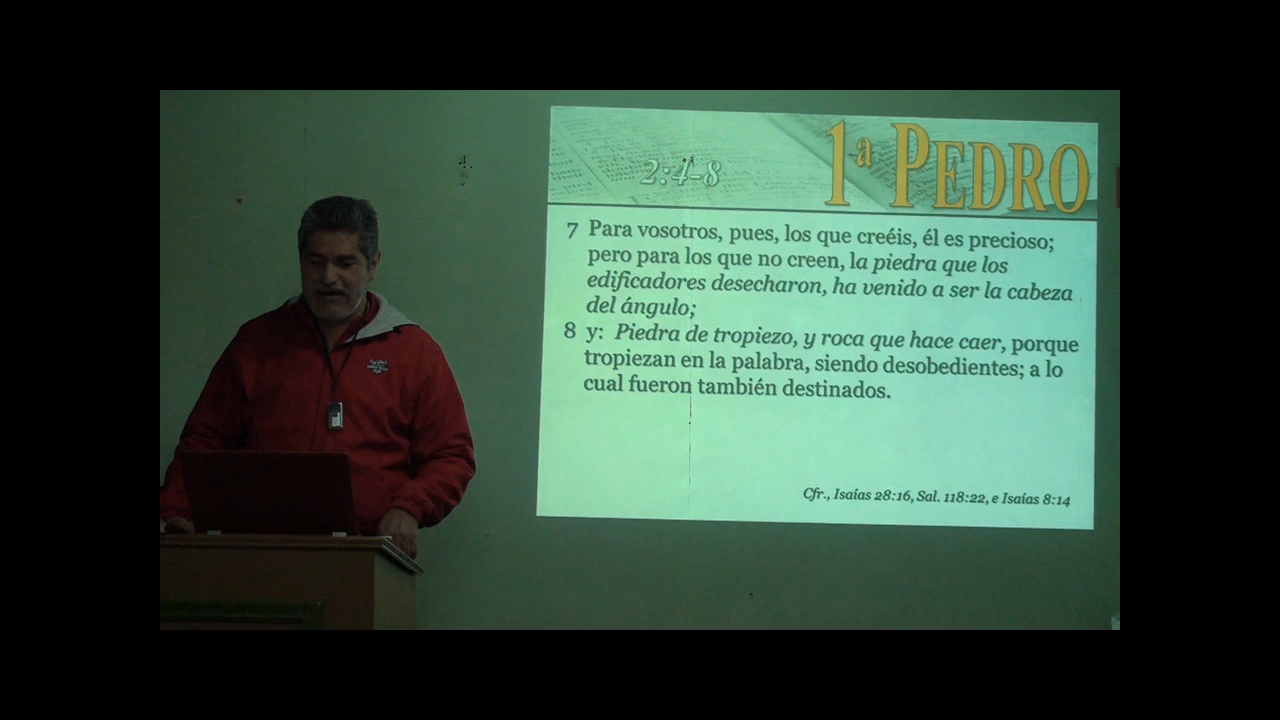 2:4-8
1ª PEDRO
7 Para vosotros, pues, los que creéis, él es precioso;
pero para los que no creen, la piedra que los
edificadores desecharon, ha venido a ser la cabeza
del ángulo;
8 y: Piedra de tropiezo, y roca que hace caer, porque
tropiezan en la palabra, siendo desobedientes; a lo
cual fueron también destinados.
Cfr., Isaías 28:16, Sal. 118:22, e Isaías 8:14